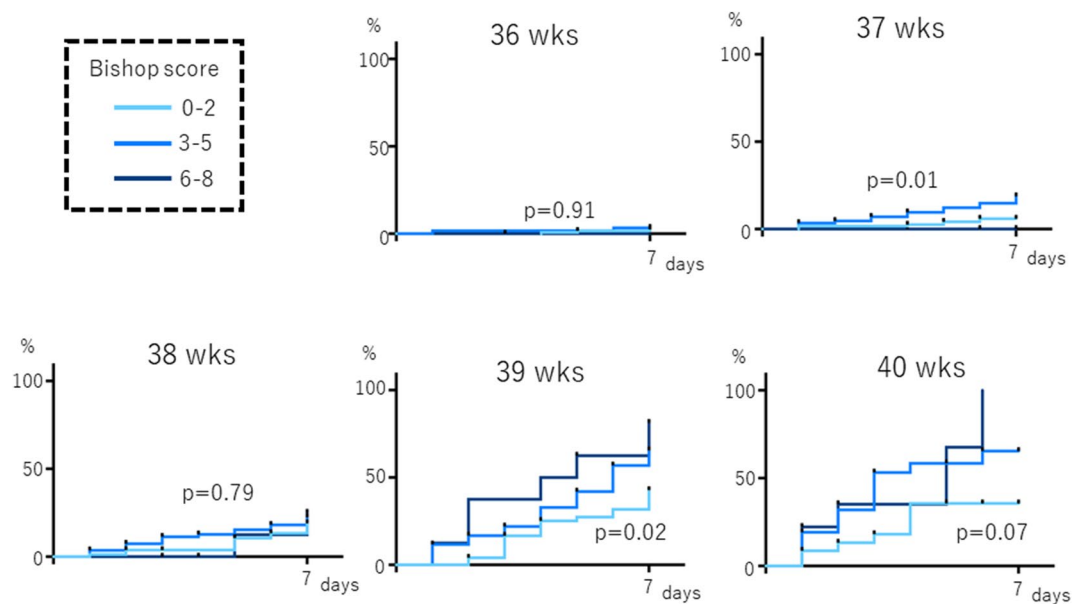 Bishop score
0-2
3-5
6-8
36 wks
%
100
50
0
p=0.91
7 days
37 wks
%
100
50
0
p=0.01
7 days
38 wks
%
100
50
0
p=0.79
7 days
39 wks
%
100
50
0
p=0.02
7 days
40 wks
%
100
50
0
p=0.07
7 days